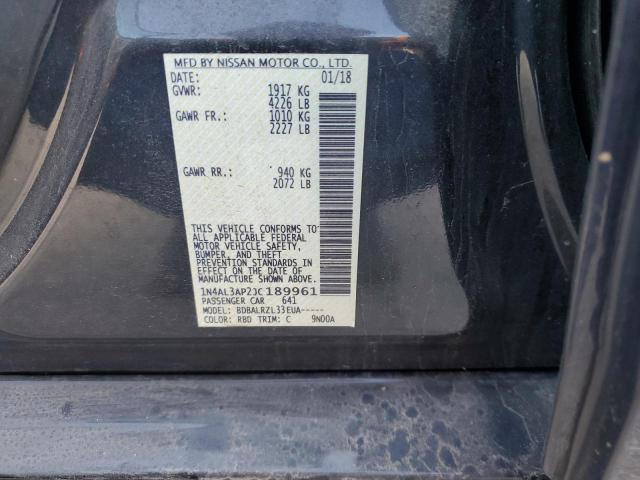 MFD BY NISSAN MOTOR CO., LTD.
DATE: 01/18
GVWR: 1917 KG
4226 LB
GAWR FR.: 1010 KG
2227 LB
GAWR RR.: 940 KG
2072 LB
THIS VEHICLE CONFORMS TO
ALL APPLICABLE FEDERAL
MOTOR VEHICLE SAFETY,
BUMPER, AND THEFT
PREVENTION STANDARDS IN
EFFECT ON THE DATE OF
MANUFACTURE SHOWN ABOVE.
1N4AL3AP2JC189961
PASSENGER CAR 641
MODEL: BDBALRZL33EUA-----
COLOR: RBD TRIM: C 9N00A